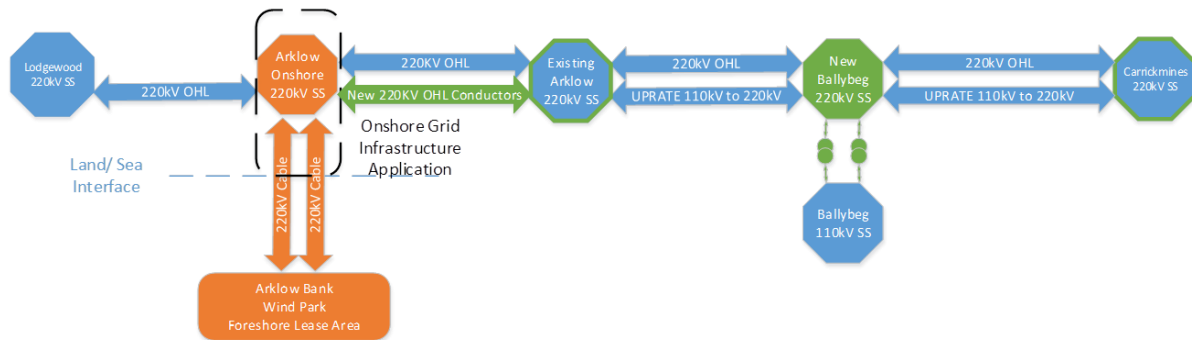 Lodgewood
220kV SS
220kV OHL
Arklow
Onshore
220kV SS
220KV OHL
New 220KV OHL Conductors
Existing
Arklow
220kV SS
220kV OHL
UPRATE 110kV to 220kV
New
Ballybeg
220kV SS
220kV OHL
UPRATE 110kV to 220kV
Carrickmines
220kV SS
Onshore Grid
Infrastructure
Application
Land/ Sea
Interface
220kV Cable
220kV Cable
Ballybeg
110kV SS
Arklow Bank
Wind Park
Foreshore Lease Area